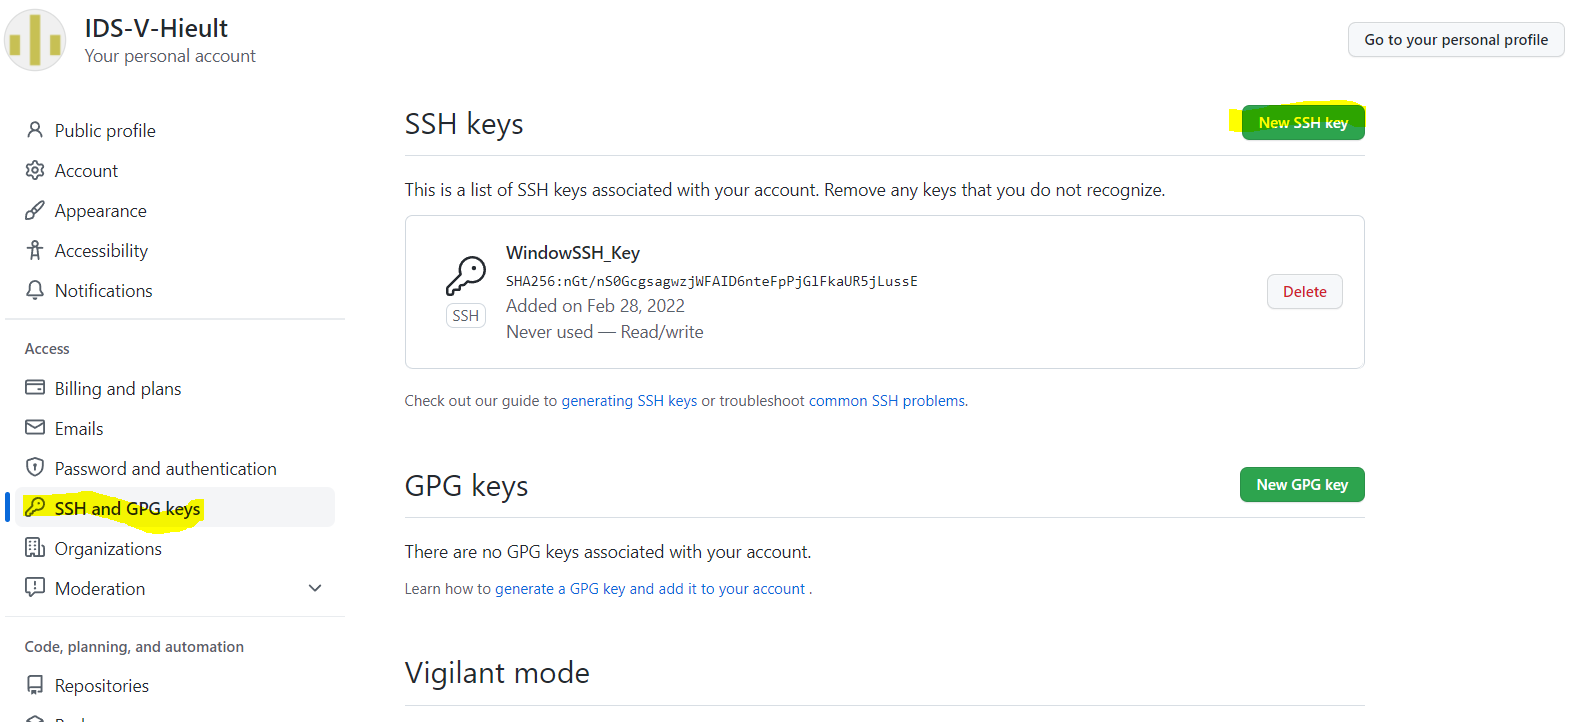 IDS-V-Hieult
Your personal account
Go to your personal profile
Public profile
Account
Appearance
Accessibility
Notifications
Access
Billing and plans
Emails
Password and authentication
SSH and GPG keys
Organizations
Moderation
Code, planning, and automation
Repositories
SSH keys
New SSH key
This is a list of SSH keys associated with your account. Remove any keys that you do not recognize.
WindowSSH_Key
SHA256:nGt/nS0GcgsagwzjWFAID6nteFpPjGlFkaUR5jLussE
SSH
Added on Feb 28, 2022
Never used — Read/write
Delete
Check out our guide to generating SSH keys or troubleshoot common SSH problems.
GPG keys
New GPG key
There are no GPG keys associated with your account.
Learn how to generate a GPG key and add it to your account .
Vigilant mode